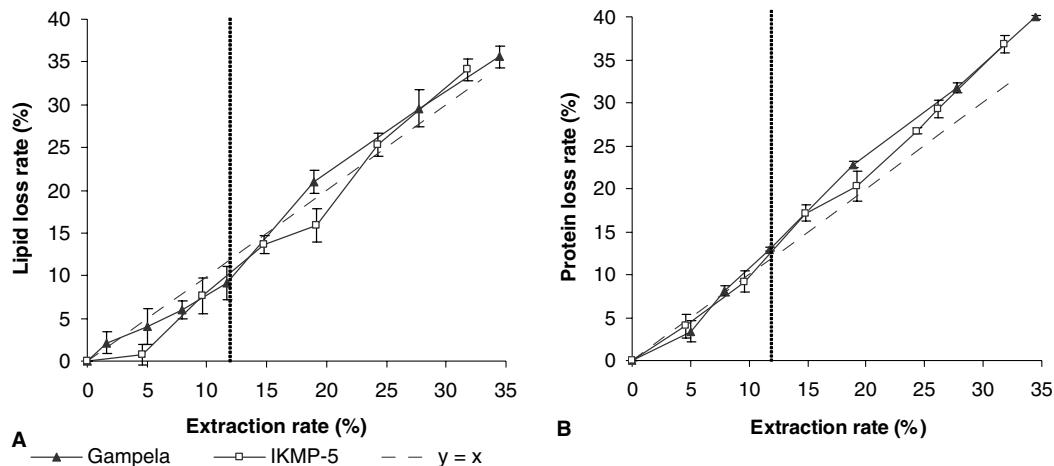 40
35
30
25
20
15
10
5
0
Lipid loss rate (%)
0 5 10 15 20 25 30 35
Extraction rate (%)
A
40
35
30
25
20
15
10
5
0
Protein loss rate (%)
0 5 10 15 20 25 30 35
Extraction rate (%)
B
Gampela IKMP-5 y = x